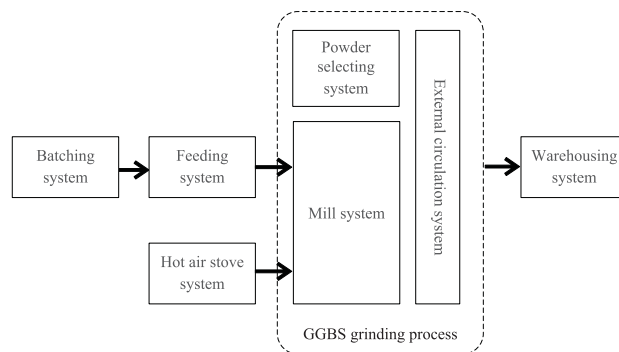 Powder
selecting
system
External circulation system
Batching
system
Feeding
system
Mill system
Warehousing
system
Hot air stove
system
GGBS grinding process